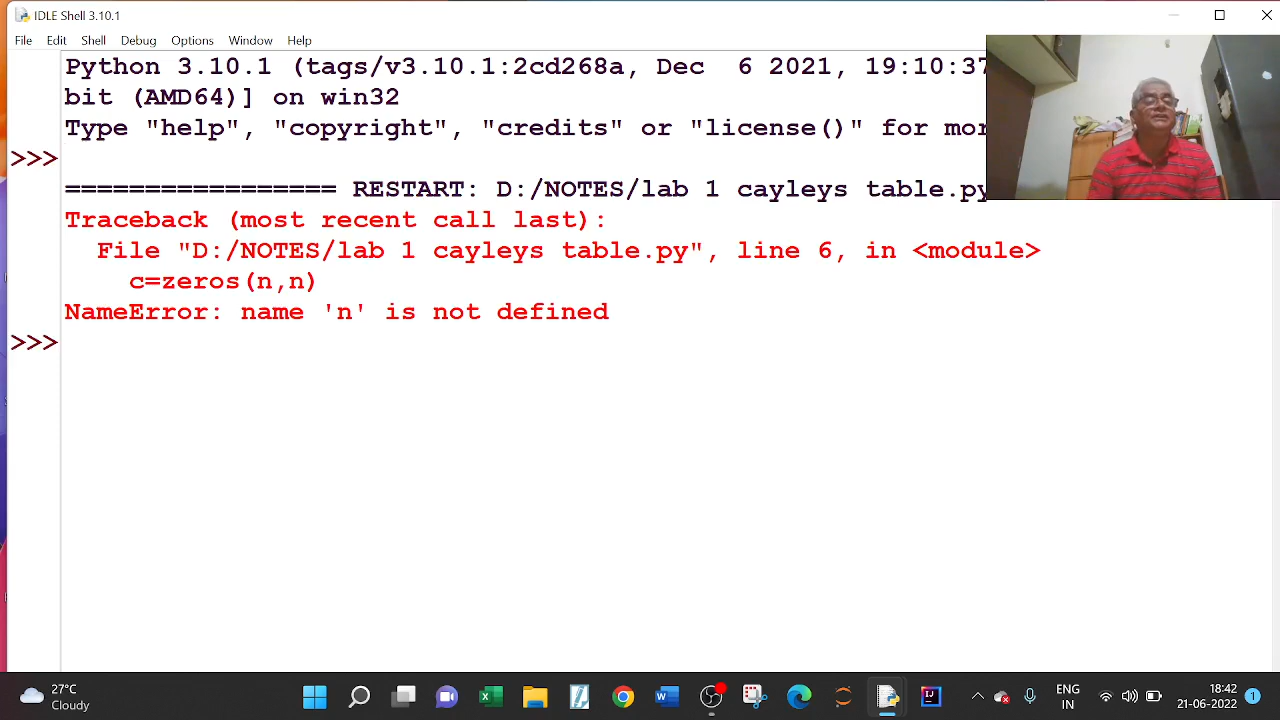 IDLE Shell 3.10.1
File Edit Shell Debug Options Window Help
Python 3.10.1 (tags/v3.10.1:2cd268a, Dec  6 2021, 19:10:37
bit (AMD64)] on win32
Type "help", "copyright", "credits" or "license()" for mor
>>>
================= RESTART: D:/NOTES/lab 1 cayleys table.py
Traceback (most recent call last):
  File "D:/NOTES/lab 1 cayleys table.py", line 6, in <module>
    c=zeros(n,n)
NameError: name 'n' is not defined
>>>
27°C
Cloudy
ENG
IN
18:42
21-06-2022
1